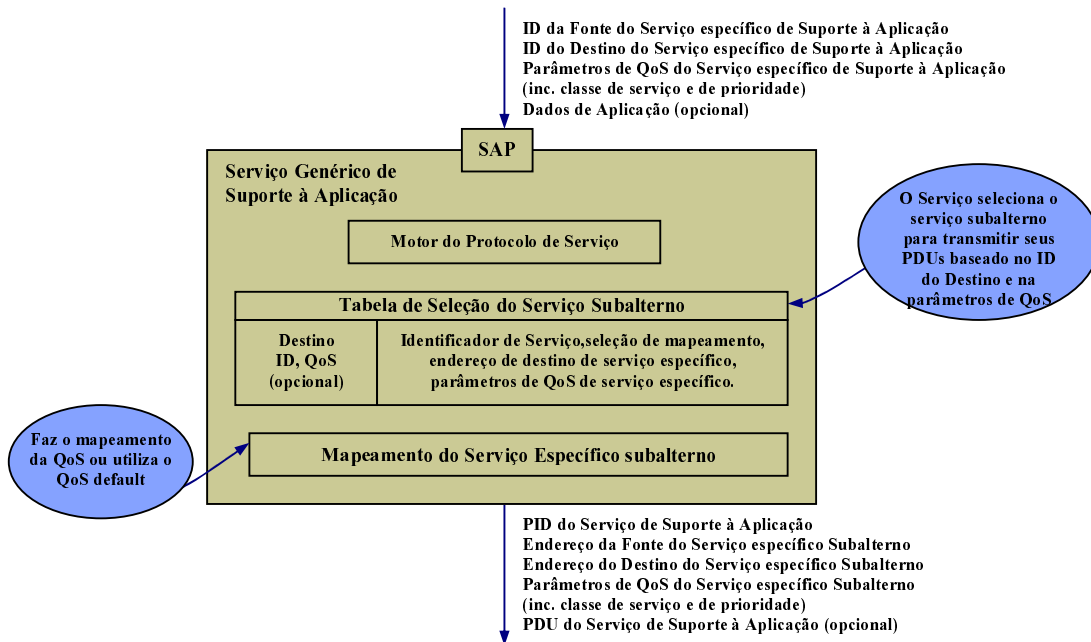 ID da Fonte do Serviço específico de Suporte à Aplicação
ID do Destino do Serviço específico de Suporte à Aplicação
Parâmetros de QoS do Serviço específico de Suporte à Aplicação
(inc. classe de serviço e de prioridade)
Dados de Aplicação (opcional)
SAP
Serviço Genérico de
Suporte à Aplicação
Motor do Protocolo de Serviço
O Serviço seleciona o
serviço subalterno
para transmitir seus
PDUs baseado no ID
do Destino e na
parâmetros de QoS
Tabela de Seleção do Serviço Subalterno
Destino
ID, QoS
(opcional)
Identificador de Serviço,seleção de mapeamento,
endereço de destino de serviço específico,
parâmetros de QoS de serviço específico.
Faz o mapeamento
da QoS ou utiliza o
QoS default
Mapeamento do Serviço Específico subalterno
PID do Serviço de Suporte à Aplicação
Endereço da Fonte do Serviço específico Subalterno
Endereço do Destino do Serviço específico Subalterno
Parâmetros de QoS do Serviço específico Subalterno
(inc. classe de serviço e de prioridade)
PDU do Serviço de Suporte à Aplicação (opcional)